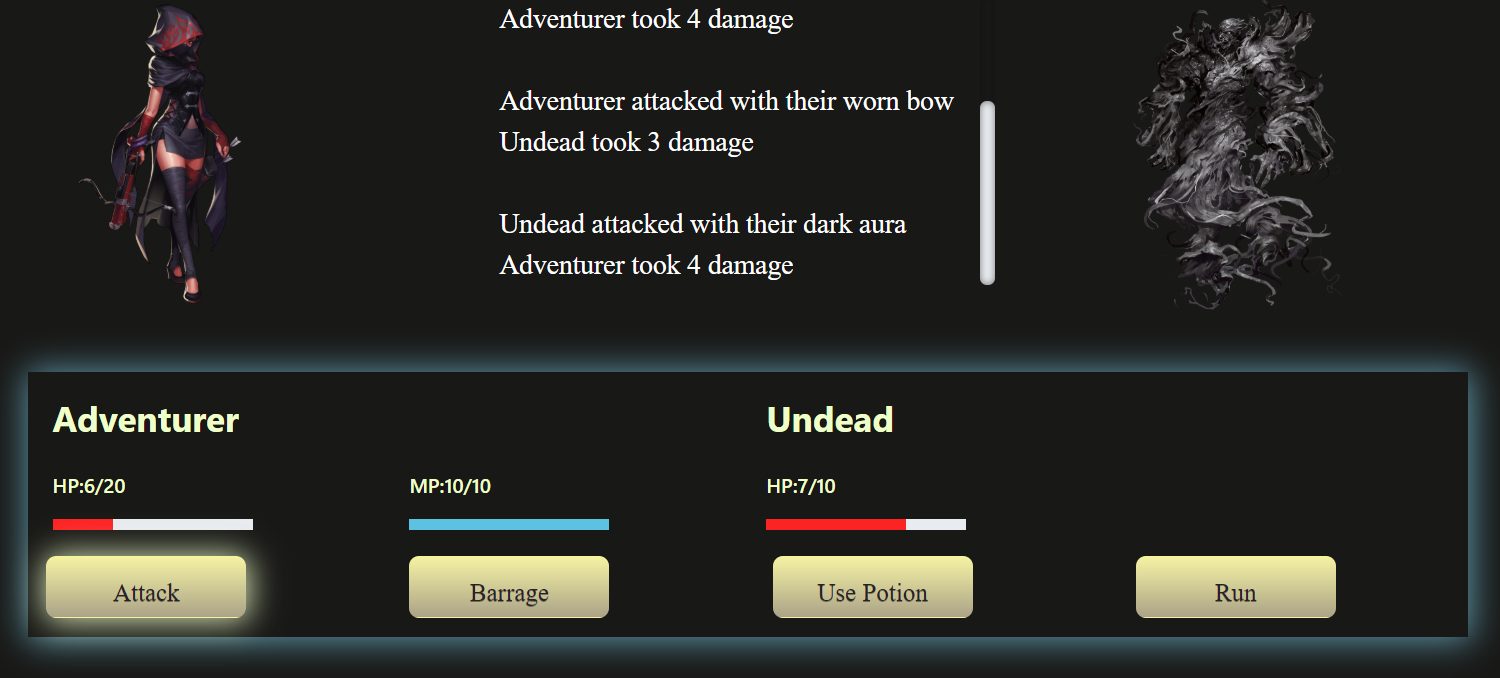 Adventurer took 4 damage
Adventurer attacked with their worn bow
Undead took 3 damage
Undead attacked with their dark aura
Adventurer took 4 damage
Adventurer
Undead
HP:6/20
MP:10/10
HP:7/10
Attack
Barrage
Use Potion
Run